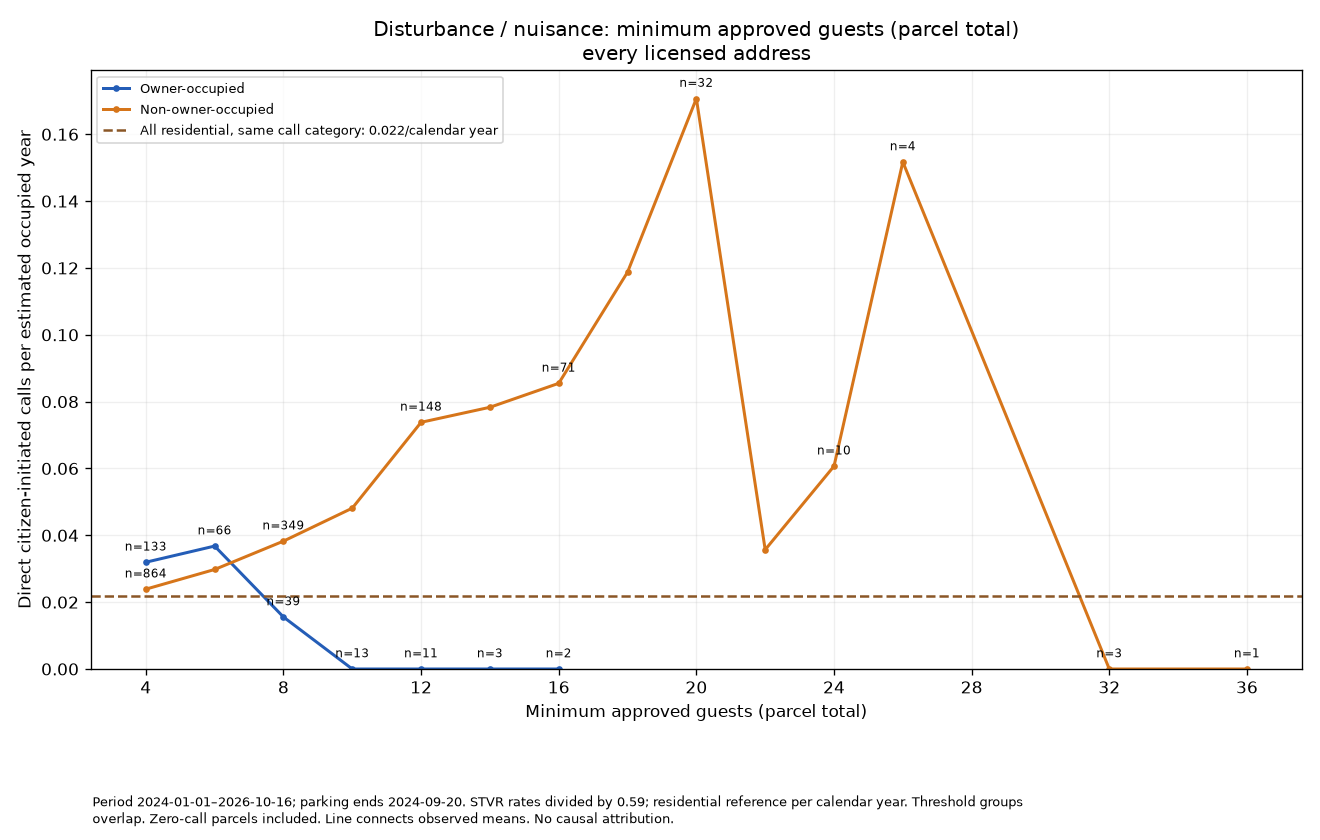 Disturbance / nuisance: minimum approved guests (parcel total)
every licensed address
Owner-occupied
Non-owner-occupied
All residential, same call category: 0.022/calendar year
Direct citizen-initiated calls per estimated occupied year
0.16
0.14
0.12
0.10
0.08
0.06
0.04
0.02
0.00
n=32
n=4
n=71
n=148
n=10
n=349
n=66
n=133
n=864
n=39
n=13
n=11
n=3
n=2
n=3
n=1
4
8
12
16
20
24
28
32
36
Minimum approved guests (parcel total)
Period 2024-01-01–2026-10-16; parking ends 2024-09-20. STVR rates divided by 0.59; residential reference per calendar year. Threshold groups
overlap. Zero-call parcels included. Line connects observed means. No causal attribution.